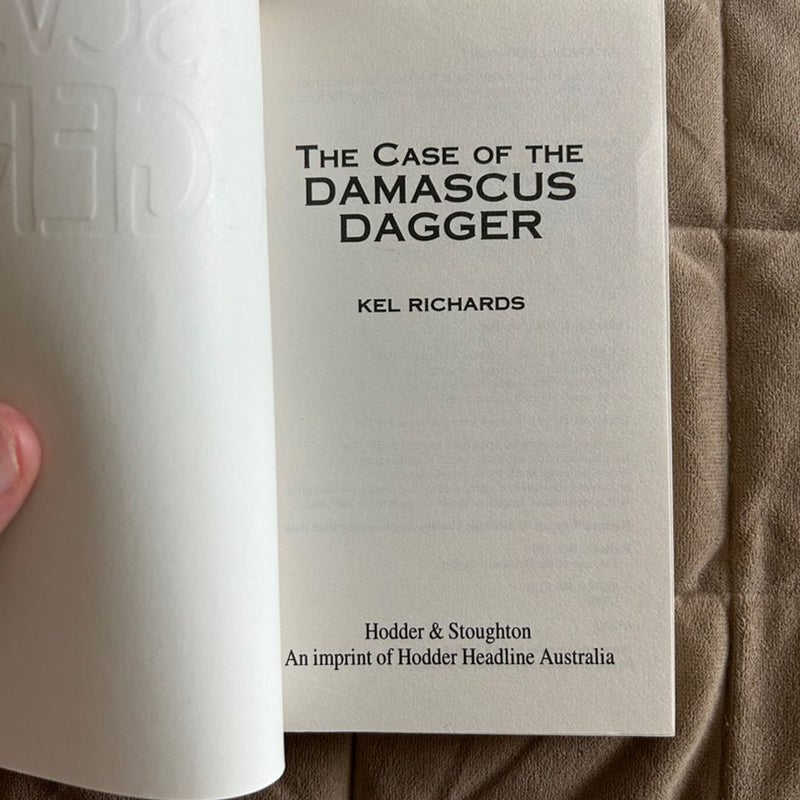 THE CASE OF THE
DAMASCUS
DAGGER
KEL RICHARDS
Hodder & Stoughton
An imprint of Hodder Headline Australia